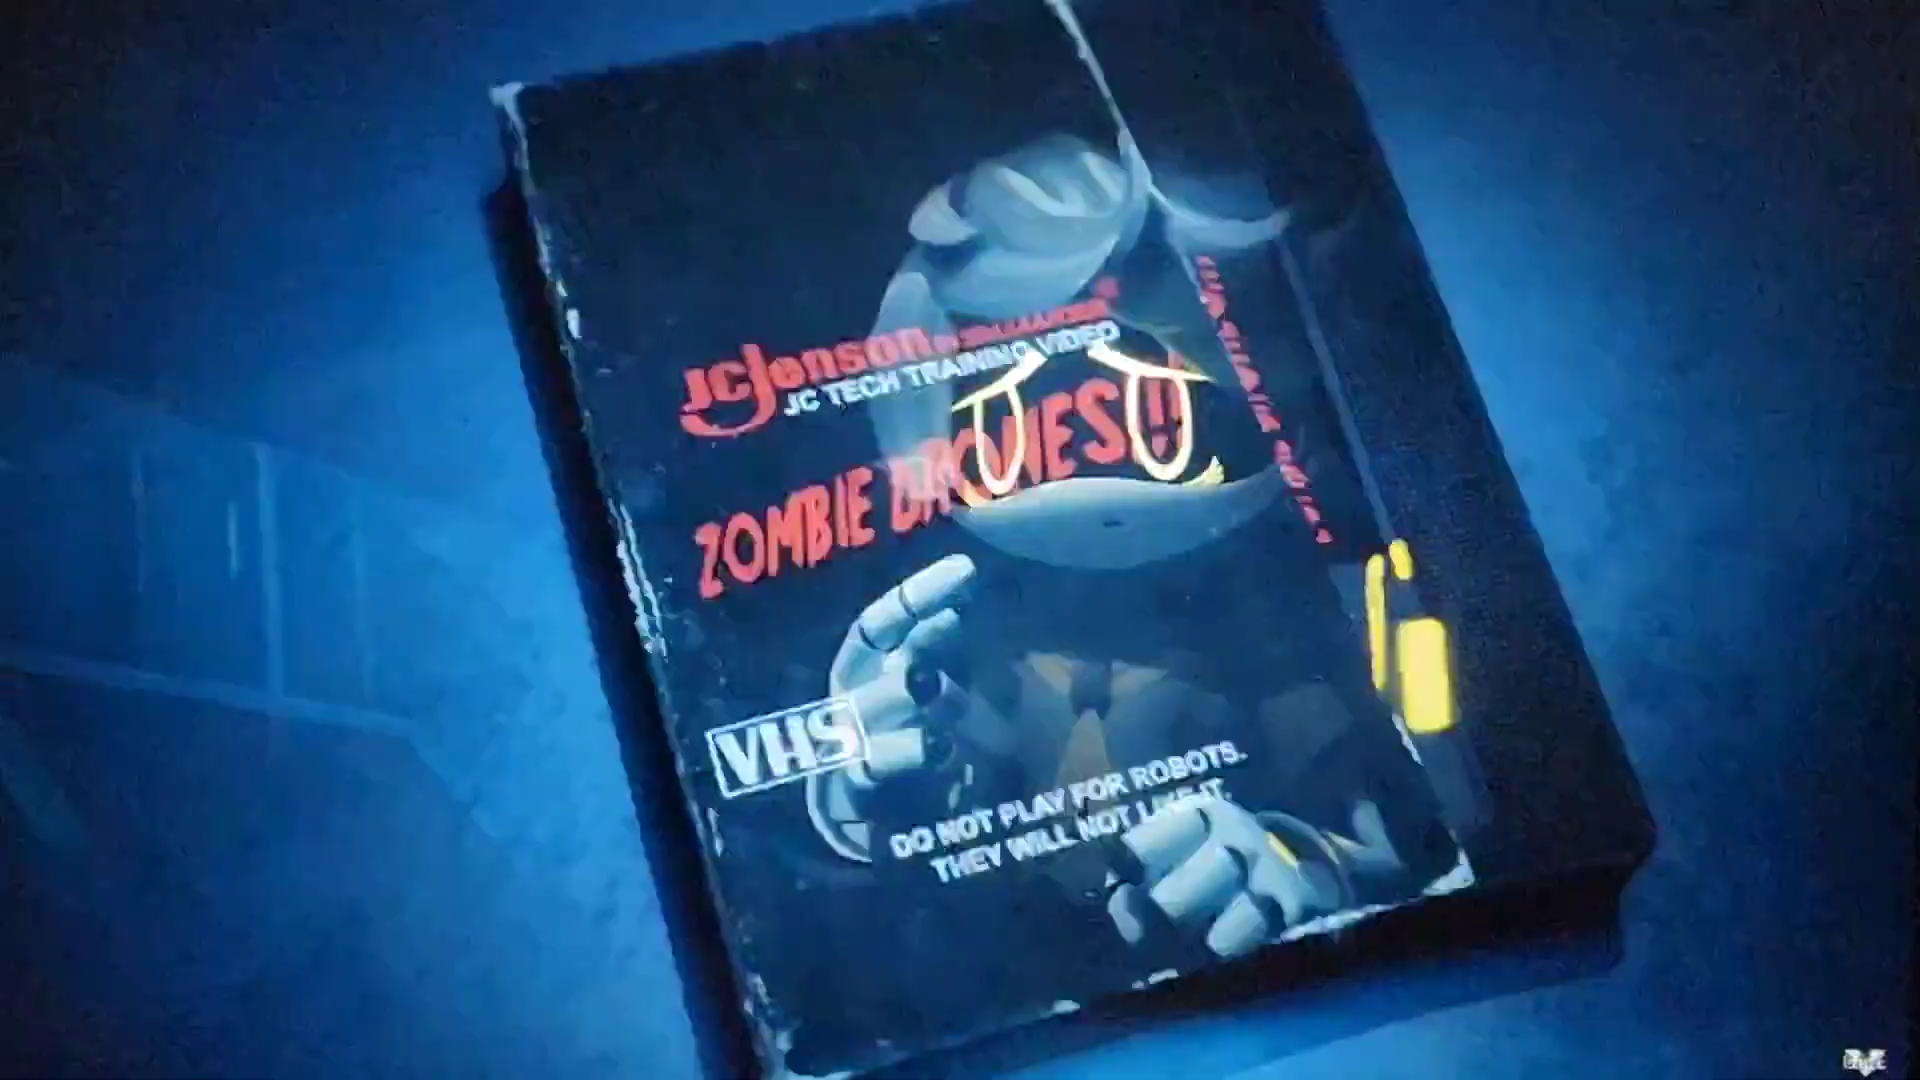 JCJenson
JC TECH TRAINING VIDEO
ZOMBIE DRONES!!
VHS
DO NOT PLAY FOR ROBOTS.
THEY WILL NOT LIKE IT.